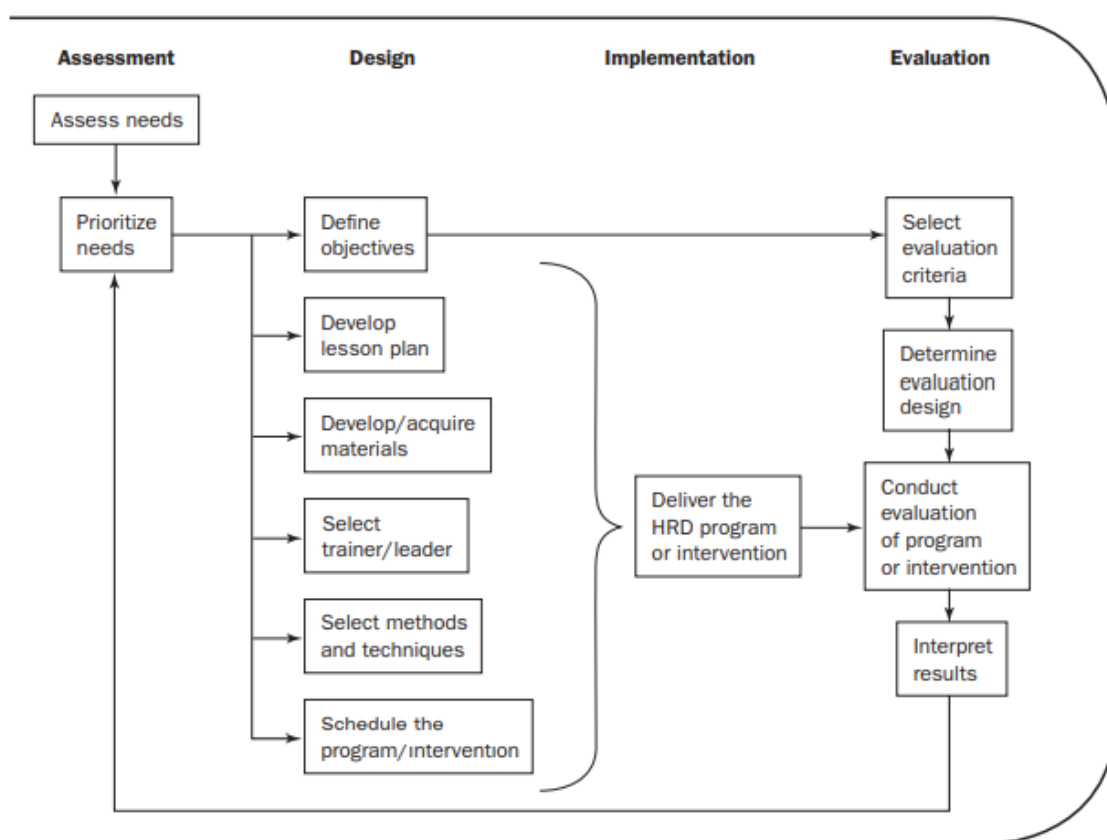 Assessment
Design
Implementation
Evaluation
Assess needs
Prioritize
needs
Define
objectives
Develop
lesson plan
Develop/acquire
materials
Select
trainer/leader
Select methods
and techniques
Schedule the
program/intervention
Deliver the
HRD program
or intervention
Select
evaluation
criteria
Determine
evaluation
design
Conduct
evaluation
of program
or intervention
Interpret
results